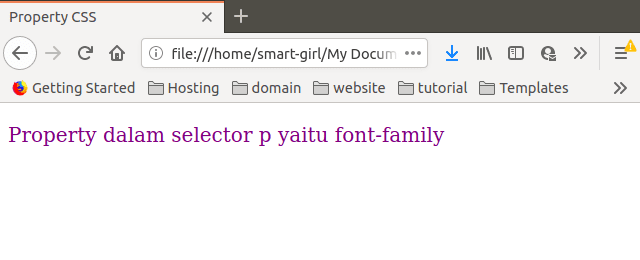 Property CSS
file:///home/smart-girl/My Docum
Getting Started Hosting domain website tutorial Templates
Property dalam selector p yaitu font-family